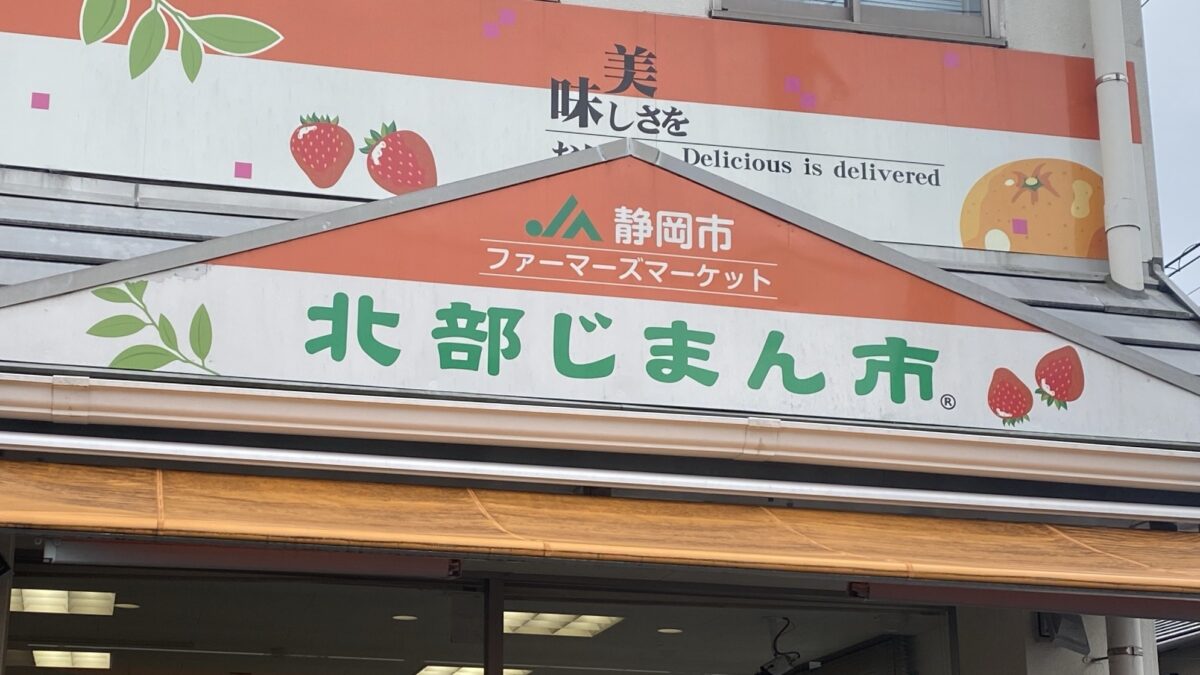 美
味しさを
Delicious is delivered
JA 静岡市
ファーマーズマーケット
北部じまん市®